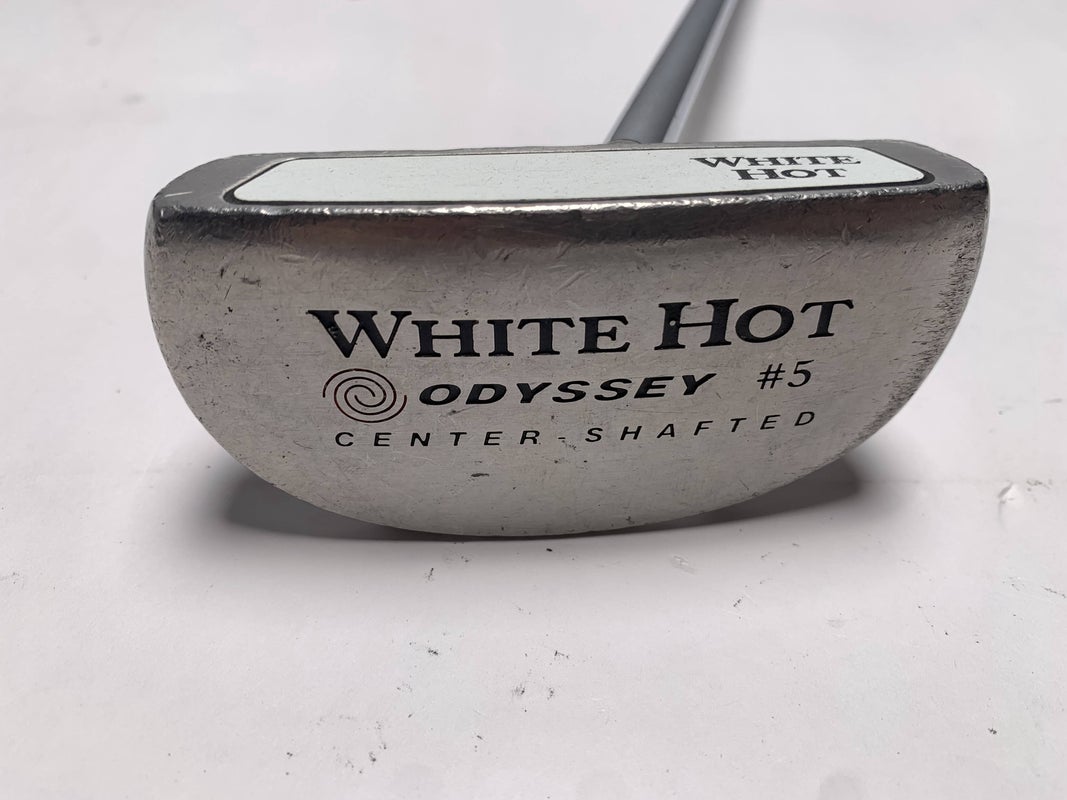 WHITE
HOT
WHITE HOT
ODYSSEY #5
CENTER-SHAFTED